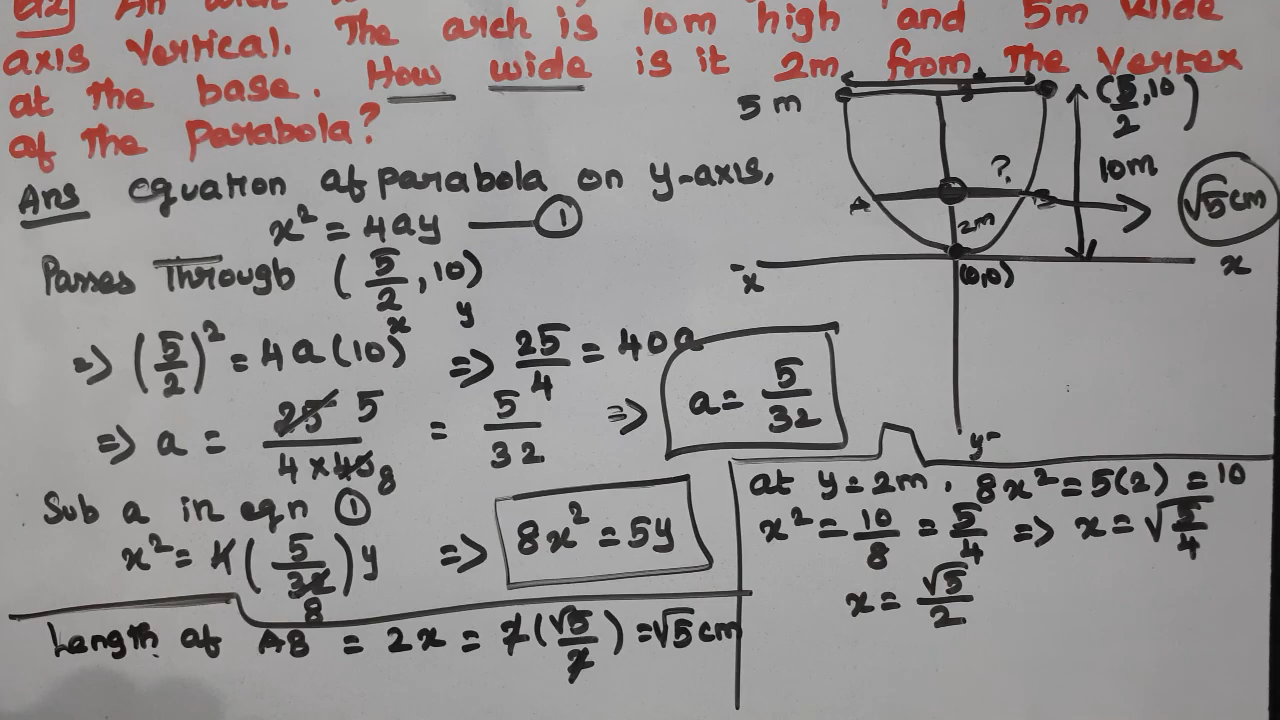 Q2) An
axis vertical. The arch is 10m high and 5m wide
at the base. How wide is it 2m from the vertex
of the parabola?
Ans equation of parabola on y-axis,
x² = 4ay —— ①
Passes Through (5/2, 10)
x y
=> (5/2)² = 4a(10) => 25/4 = 40a
=> a = 25 5 / 4 × 40 8 = 5/32 => a = 5/32
Sub a in eqn ①
x² = 4(5/32)y => 8x² = 5y
8
Length of AB = 2x = 2(√5/2) = √5 cm
5 m
(5/2, 10)
10m
?
A B
√5 cm
2m
(0,0)
-x x
y-
at y = 2m, 8x² = 5(2) = 10
x² = 10/8 = 5/4 => x = √5/4
x = √5/2